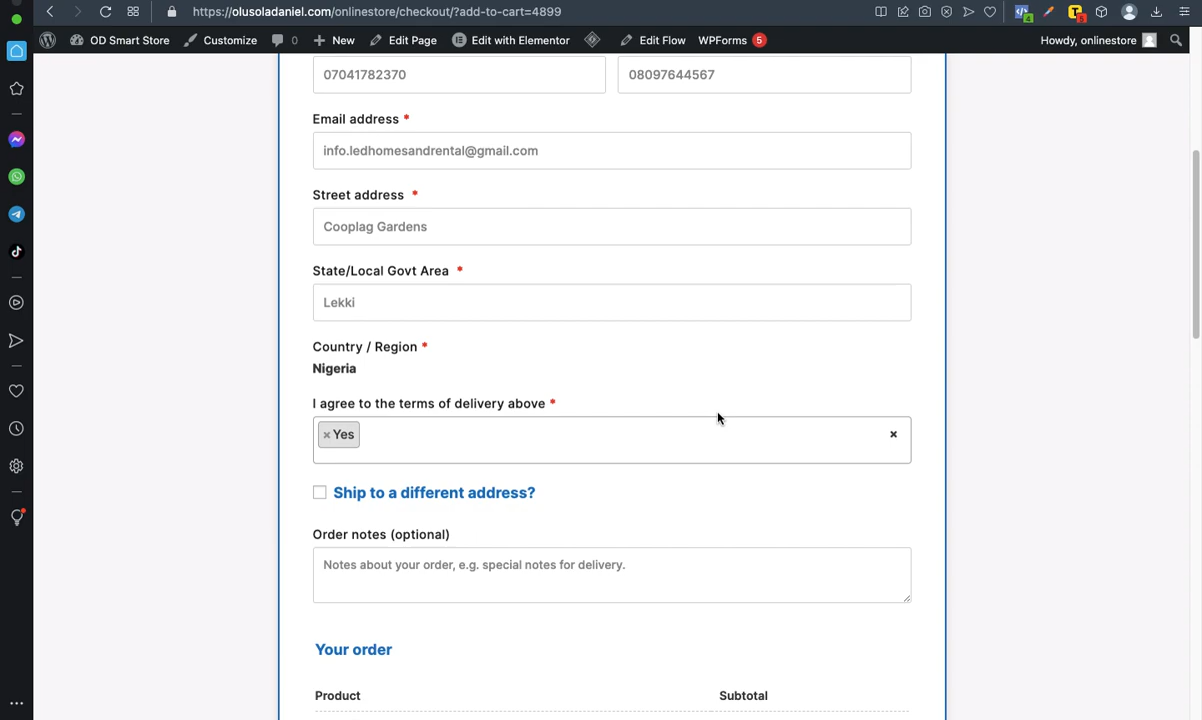 https://olusoladaniel.com/onlinestore/checkout/?add-to-cart=4899
4
5
OD Smart Store
Customize
0
New
Edit Page
Edit with Elementor
Edit Flow
WPForms 5
Howdy, onlinestore
07041782370
08097644567
Email address *
info.ledhomesandrental@gmail.com
Street address *
Cooplag Gardens
State/Local Govt Area *
Lekki
Country / Region *
Nigeria
I agree to the terms of delivery above *
× Yes
×
Ship to a different address?
Order notes (optional)
Notes about your order, e.g. special notes for delivery.
Your order
Product
Subtotal